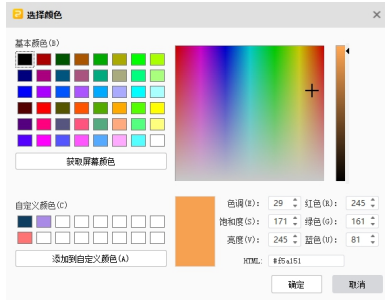 选择颜色
基本颜色(B)
获取屏幕颜色
自定义颜色(C)
添加到自定义颜色(A)
色调(E): 29 红色(R): 245
饱和度(S): 171 绿色(G): 161
亮度(V): 245 蓝色(U): 81
HTML: #f5a151
确定 取消